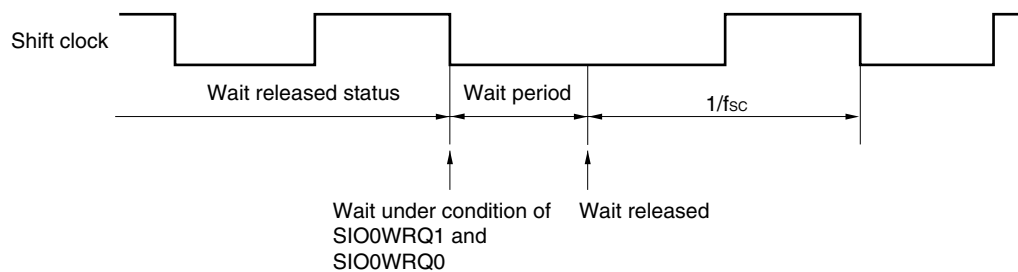 Shift clock
Wait released status
Wait period
1/fSC
Wait under condition of
SIO0WRQ1 and
SIO0WRQ0
Wait released